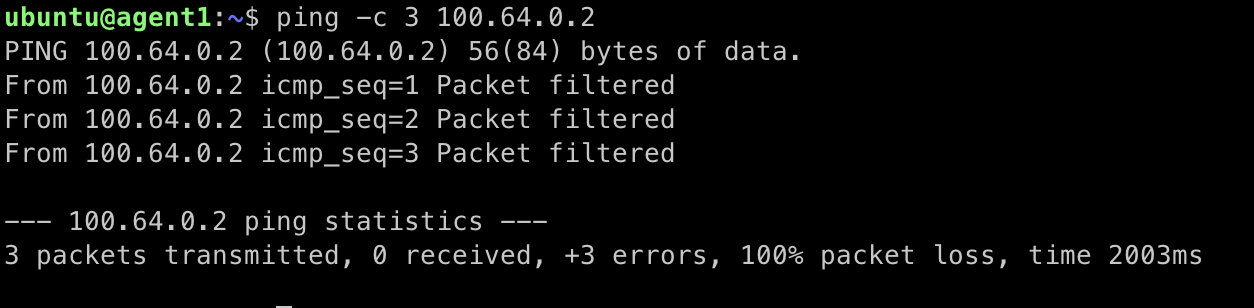 ubuntu@agent1:~$ ping -c 3 100.64.0.2
PING 100.64.0.2 (100.64.0.2) 56(84) bytes of data.
From 100.64.0.2 icmp_seq=1 Packet filtered
From 100.64.0.2 icmp_seq=2 Packet filtered
From 100.64.0.2 icmp_seq=3 Packet filtered
--- 100.64.0.2 ping statistics ---
3 packets transmitted, 0 received, +3 errors, 100% packet loss, time 2003ms